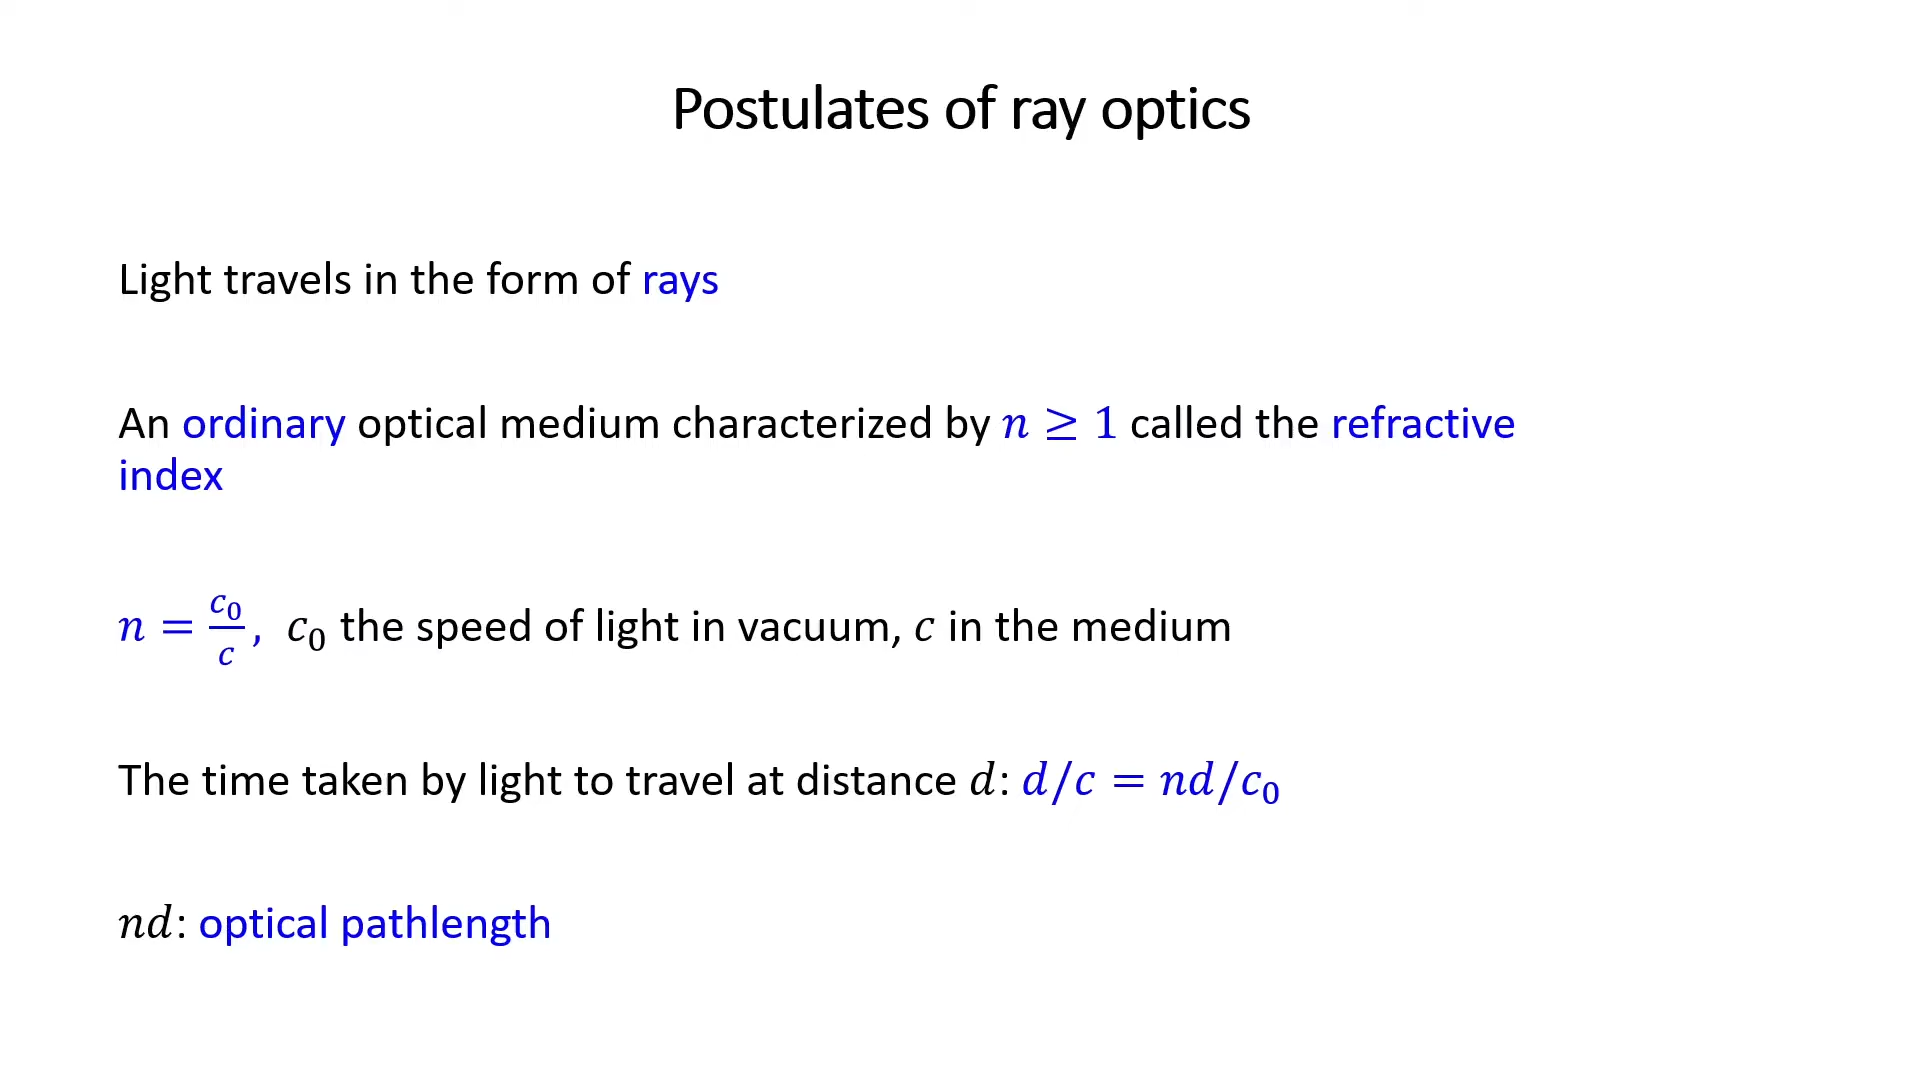 Postulates of ray optics
Light travels in the form of rays
An ordinary optical medium characterized by n ≥ 1 called the refractive
index
n = c₀/c, c₀ the speed of light in vacuum, c in the medium
The time taken by light to travel at distance d: d/c = nd/c₀
nd: optical pathlength